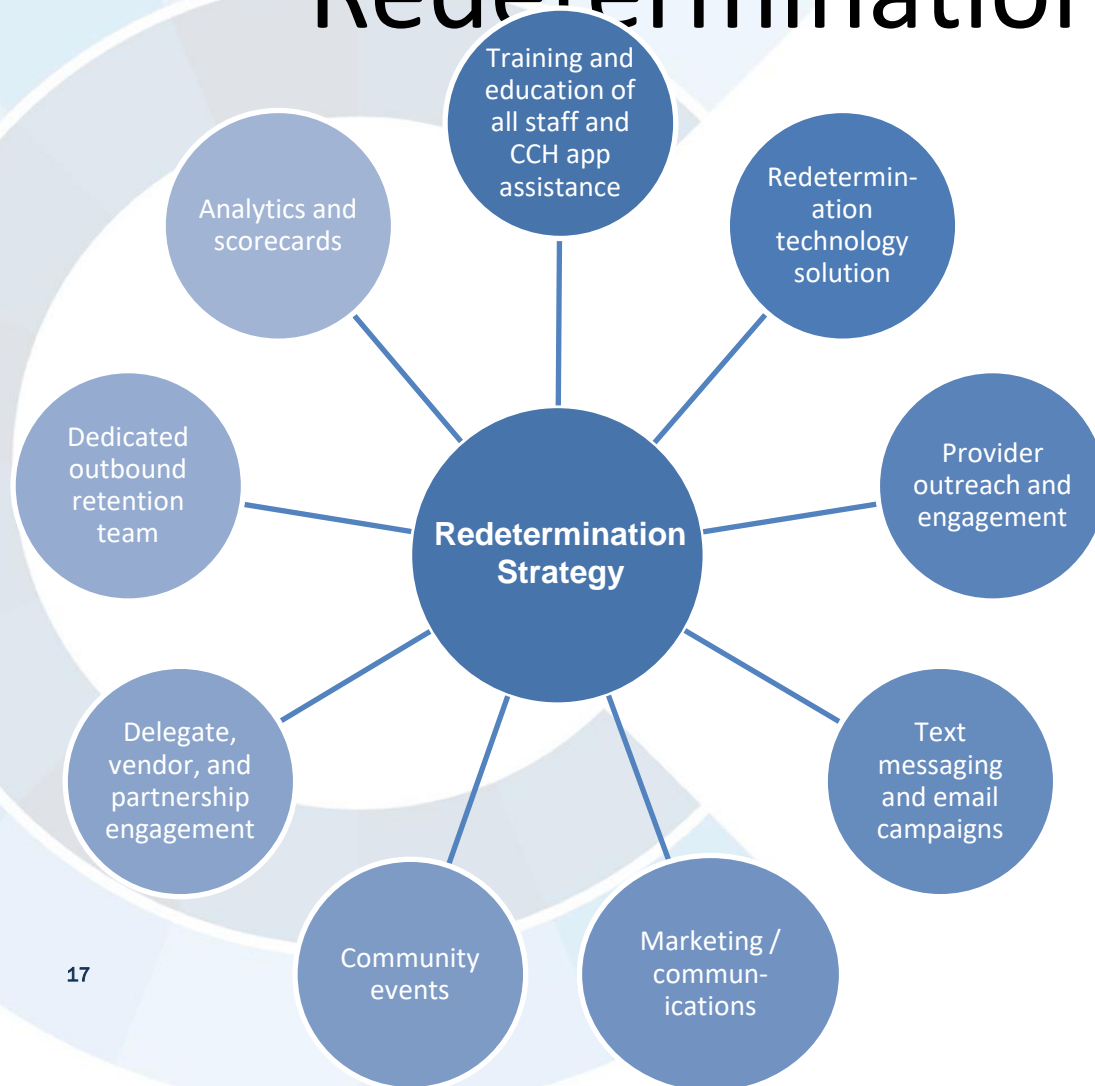 Redetermination
Training and
education of
all staff and
CCH app
assistance
Redetermin-
ation
technology
solution
Provider
outreach and
engagement
Text
messaging
and email
campaigns
Marketing /
commun-
ications
Community
events
Delegate,
vendor, and
partnership
engagement
Dedicated
outbound
retention
team
Analytics and
scorecards
Redetermination
Strategy
17